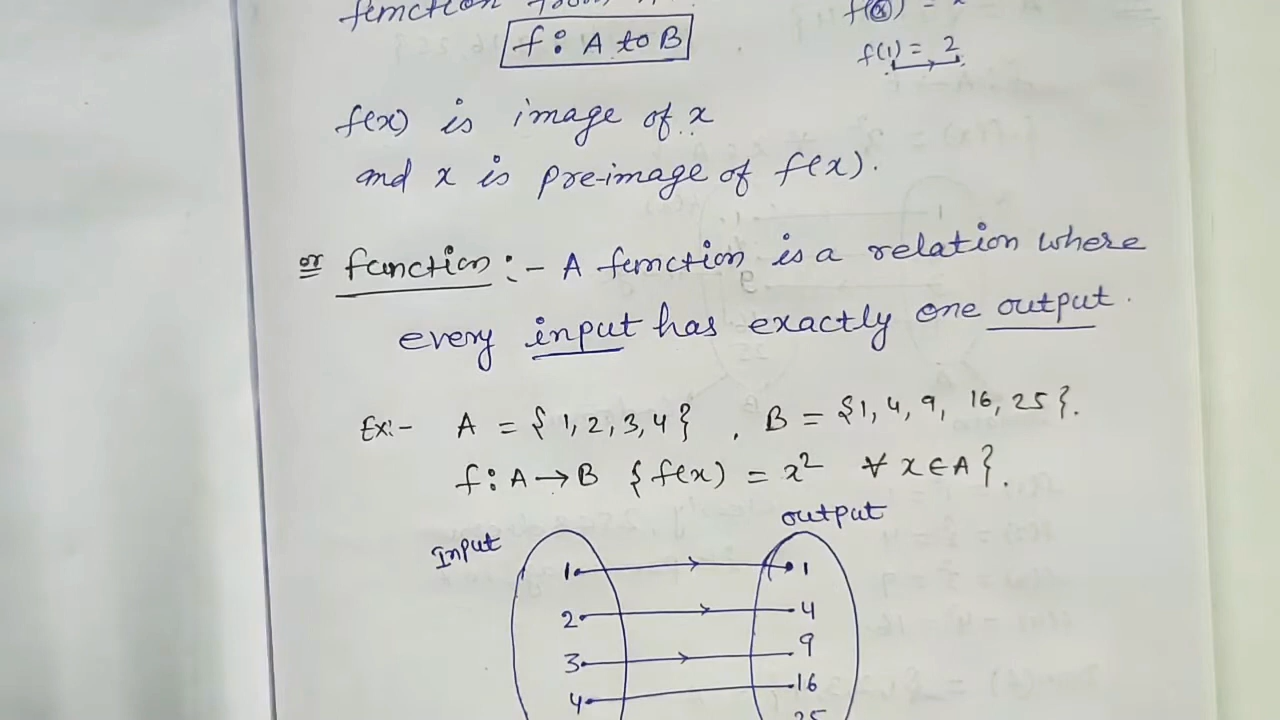 f: A to B
f(1) = 2
f(x) is image of x
and x is pre-image of f(x).
or function :- A function is a relation where
every input has exactly one output.
Ex:- A = {1,2,3,4} , B = {1, 4, 9, 16, 25}.
f: A → B {f(x) = x² ∀ x ∈ A}.
Input output
1 1
2 4
3 9
4 16
25